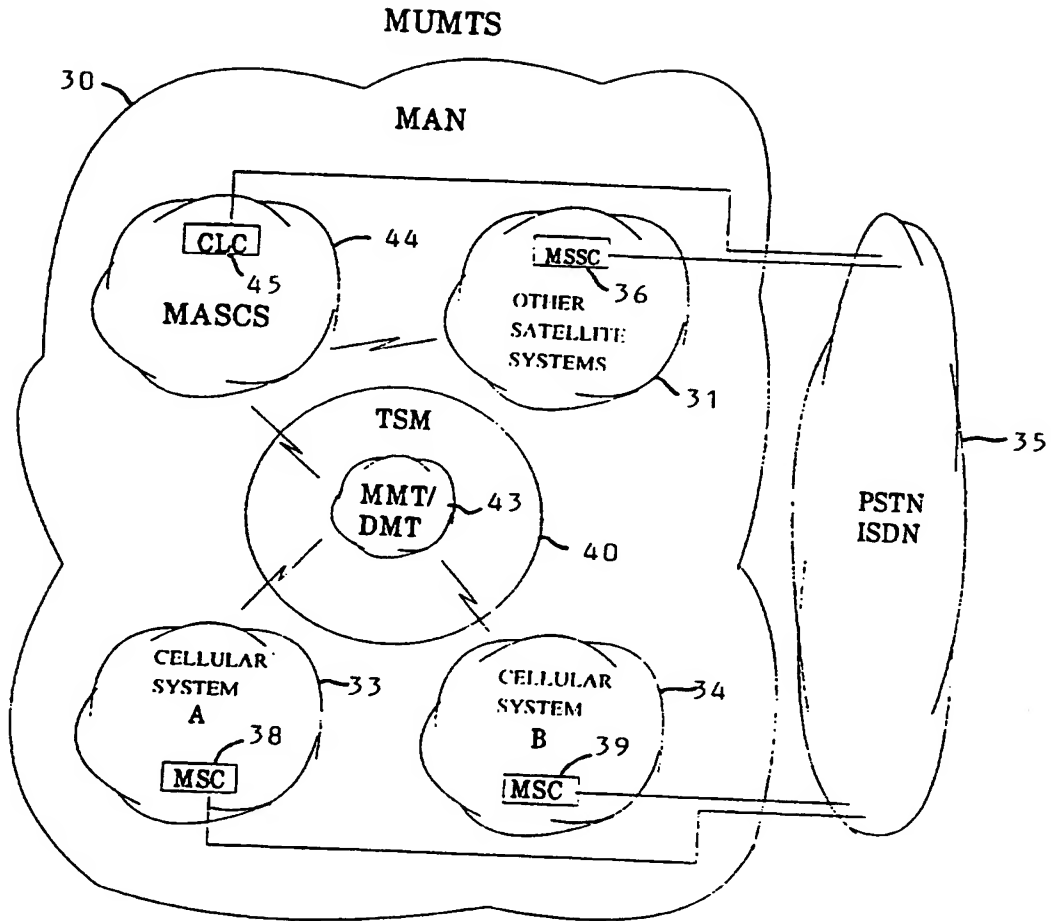 MUMTS
30
MAN
CLC
45
44
MASCS
MSSC
36
OTHER
SATELLITE
SYSTEMS
31
35
TSM
MMT/
DMT
43
40
PSTN
ISDN
CELLULAR
SYSTEM
A
33
38
MSC
CELLULAR
SYSTEM
B
34
39
MSC